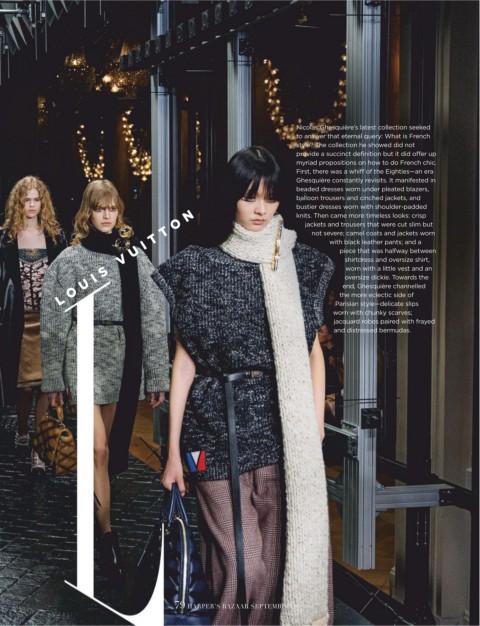 Nicolas Ghesquière's latest collection seeked
to answer that eternal query: What is French
style? The collection he showed did not
provide a succinct definition but it did offer up
myriad propositions on how to do French chic.
First, there was a whiff of the Eighties—an era
Ghesquière constantly revisits. It manifested in
beaded dresses worn under pleated blazers,
balloon trousers and cinched jackets, and
bustier dresses worn with shoulder-padded
knits. Then came more timeless looks: crisp
jackets and trousers that were cut slim but
not severe; camel coats and jackets worn
with black leather pants; and a
piece that was halfway between
shirtdress and oversize shirt,
worn with a little vest and an
oversize dickie. Towards the
end, Ghesquière channelled
the more eclectic side of
Parisian style—delicate slips
worn with chunky scarves;
jacquard robes paired with frayed
and distressed bermudas.
LOUIS VUITTON
L
79 HARPER'S BAZAAR SEPTEMBER